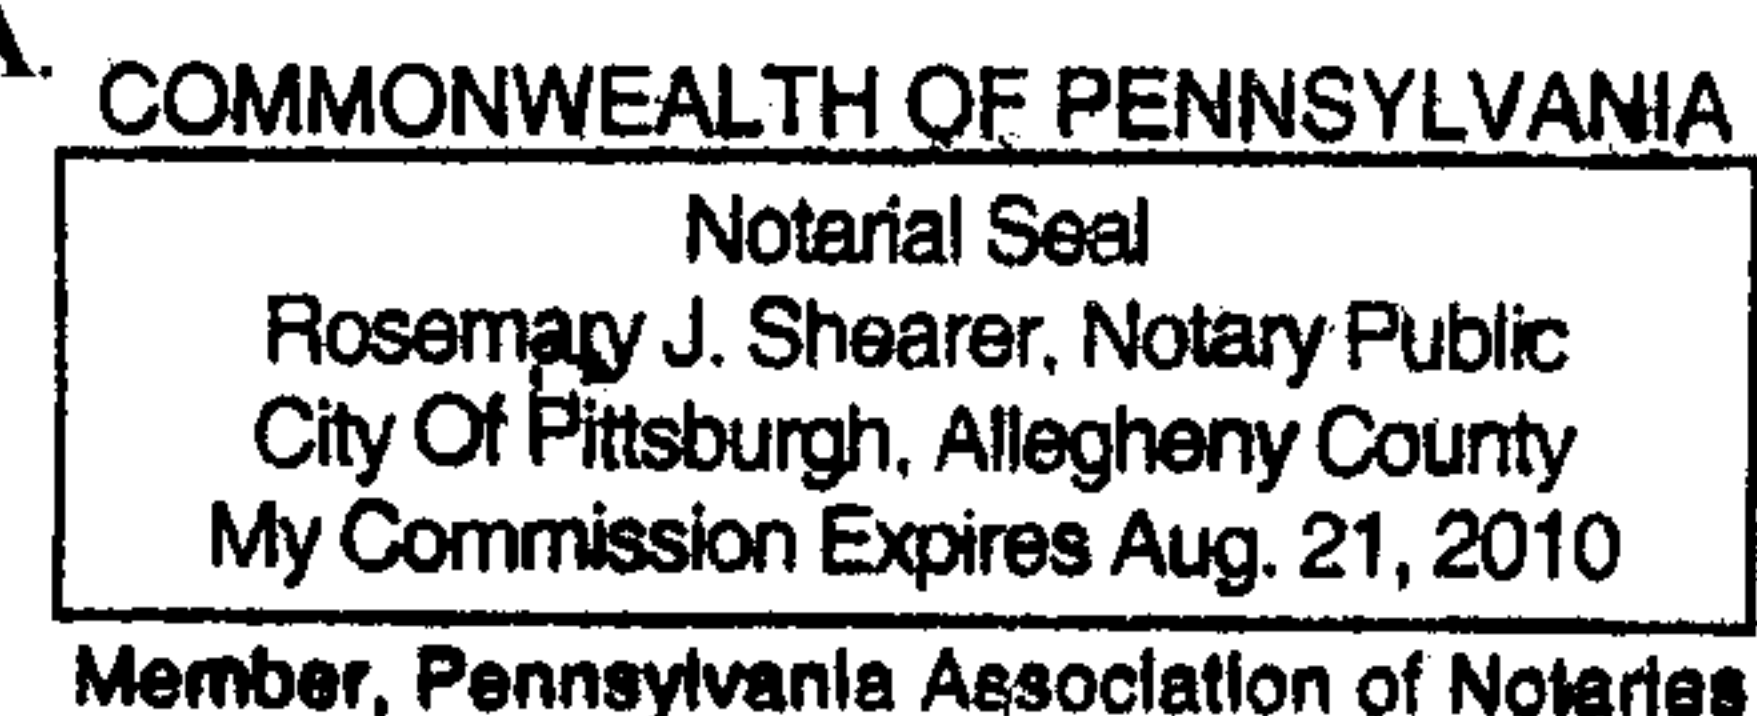 COMMONWEALTH OF PENNSYLVANIA
Notarial Seal
Rosemary J. Shearer, Notary Public
City Of Pittsburgh, Allegheny County
My Commission Expires Aug. 21, 2010
Member, Pennsylvania Association of Notaries